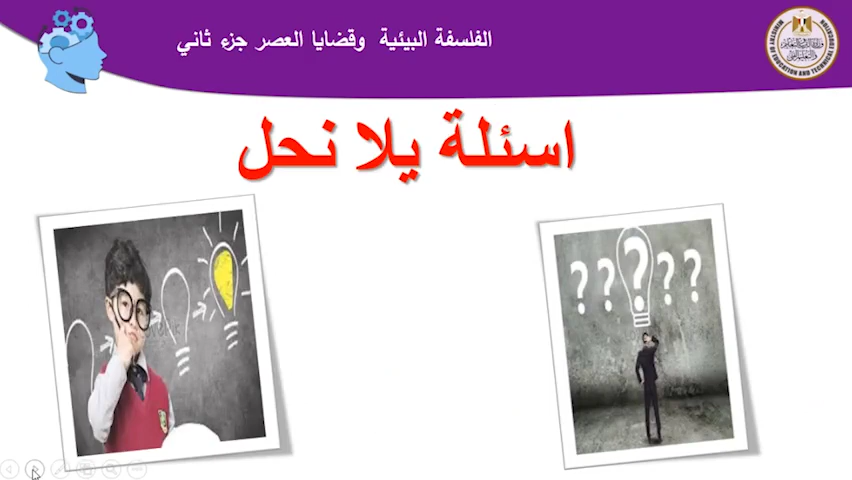 الفلسفة البيئية وقضايا العصر جزء ثاني
اسئلة يلا نحل
? ? ? ? ?